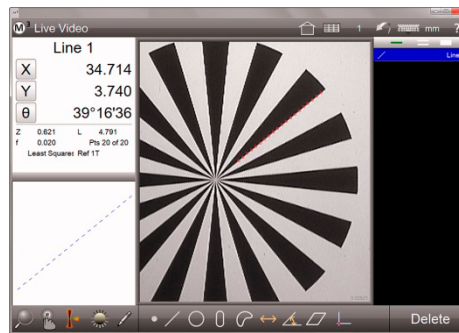 M3 Live Video
1
mm
?
Line 1
X 34.714
Y 3.740
θ 39°16'36
Z 0.621 L 4.791
f 0.020 Pts 20 of 20
Least Squares Ref 1T
Line
Delete